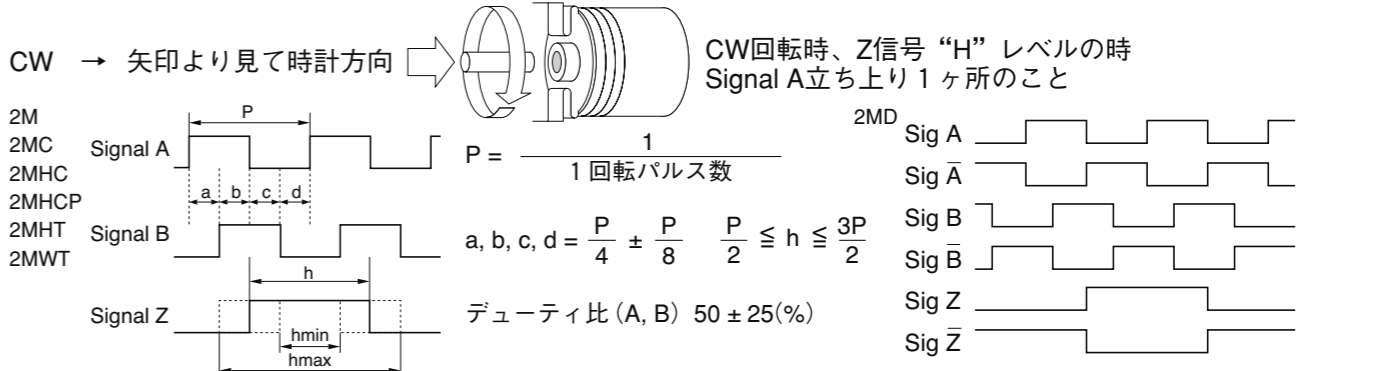 CW → 矢印より見て時計方向
CW回転時、Z信号“H”レベルの時
Signal A立ち上り1ヶ所のこと
2M
2MC
2MHC
2MHCP
2MHT
2MWT
P
Signal A
a b c d
Signal B
h
Signal Z
hmin
hmax
P = 1 / 1回転パルス数
a, b, c, d = P/4 ± P/8 P/2 ≦ h ≦ 3P/2
デューティ比(A, B) 50 ± 25(%)
2MD
Sig A
Sig A̅
Sig B
Sig B̅
Sig Z
Sig Z̅